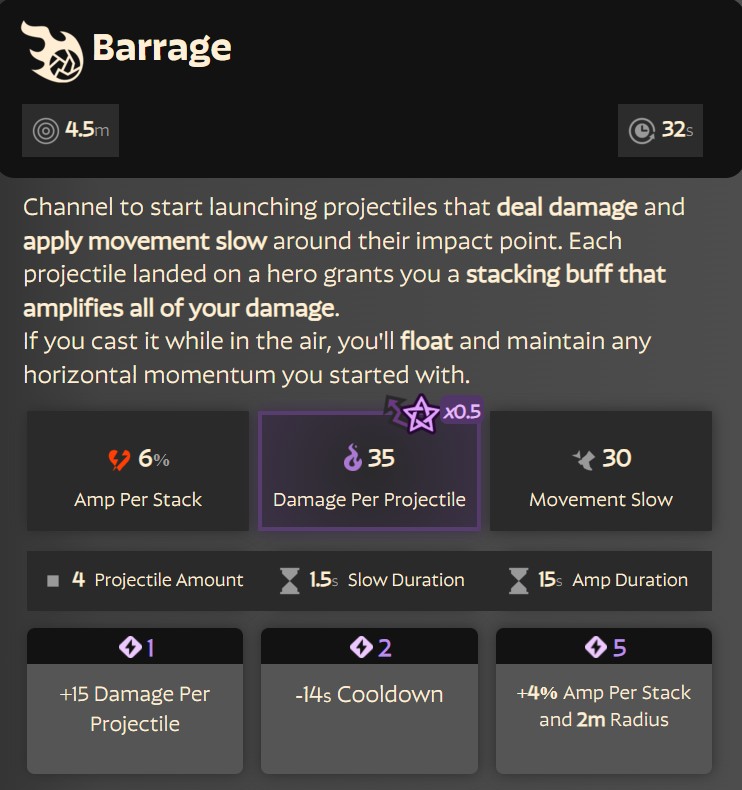 Barrage
4.5m
32s
Channel to start launching projectiles that deal damage and
apply movement slow around their impact point. Each
projectile landed on a hero grants you a stacking buff that
amplifies all of your damage.
If you cast it while in the air, you'll float and maintain any
horizontal momentum you started with.
x0.5
6%
Amp Per Stack
35
Damage Per Projectile
30
Movement Slow
4 Projectile Amount
1.5s Slow Duration
15s Amp Duration
1
+15 Damage Per
Projectile
2
-14s Cooldown
5
+4% Amp Per Stack
and 2m Radius